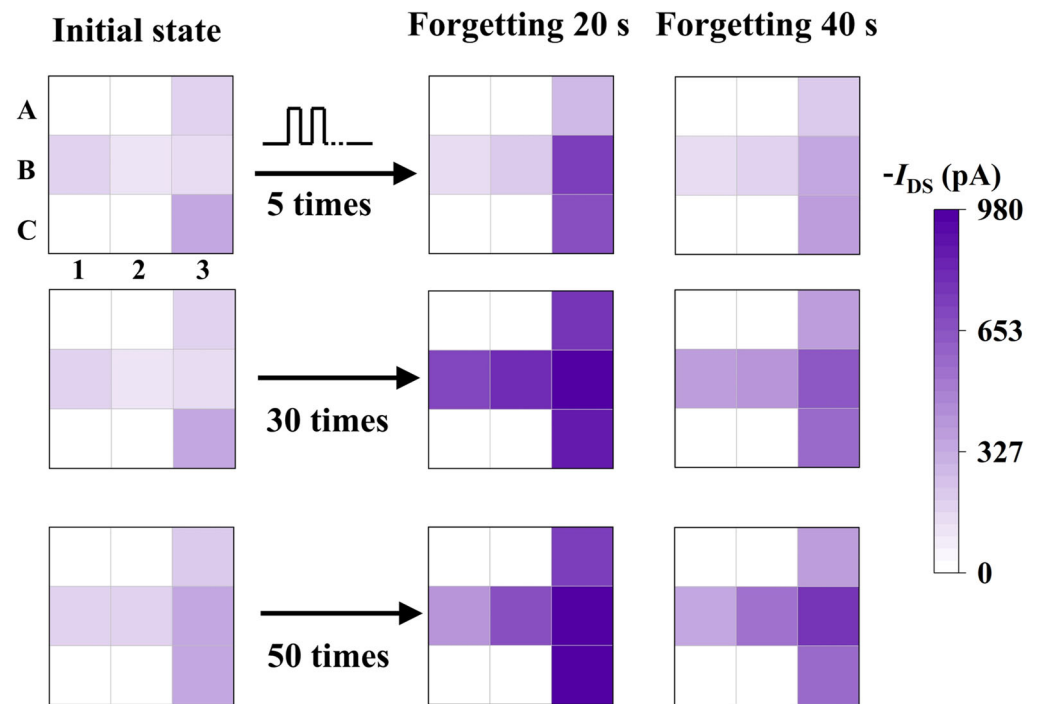 Initial state
Forgetting 20 s
Forgetting 40 s
A
B
C
1 2 3
5 times
30 times
50 times
-IDS (pA)
980
653
327
0